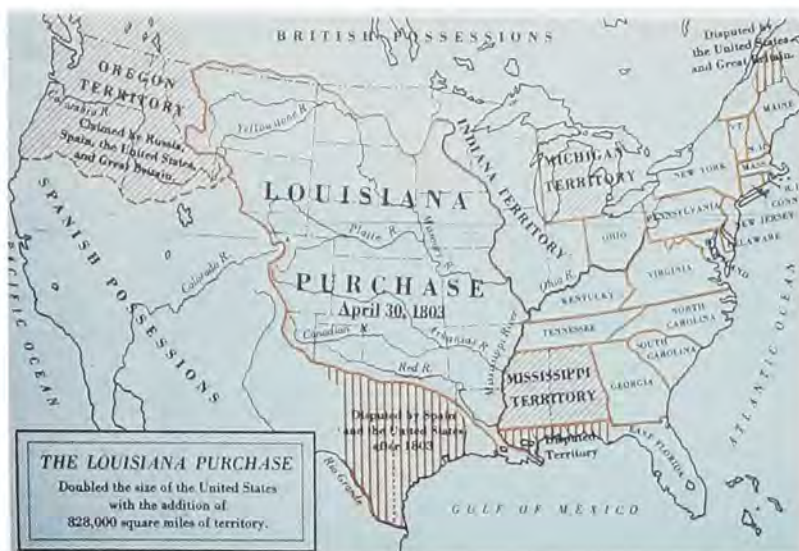 BRITISH POSSESSIONS
Disputed by
the United States
and Great Britain.
OREGON
TERRITORY
Columbia R.
Claimed by Russia,
Spain, the United States,
and Great Britain.
Yellowstone R.
LOUISIANA
PURCHASE
April 30, 1803
Platte R.
Missouri R.
Colorado R.
Canadian R.
Arkansas R.
Red R.
Mississippi River
Ohio R.
INDIANA TERRITORY
MICHIGAN
TERRITORY
MAINE
VT.
N.H.
MASS.
R.I.
CONN.
NEW YORK
PENNSYLVANIA
NEW JERSEY
DELAWARE
OHIO
VIRGINIA
KENTUCKY
TENNESSEE
NORTH
CAROLINA
SOUTH
CAROLINA
GEORGIA
MISSISSIPPI
TERRITORY
EAST FLORIDA
Disputed
Territory
Disputed by Spain
and the United States
after 1803
Rio Grande
SPANISH POSSESSIONS
PACIFIC OCEAN
ATLANTIC OCEAN
GULF OF MEXICO
THE LOUISIANA PURCHASE
Doubled the size of the United States
with the addition of
828,000 square miles of territory.